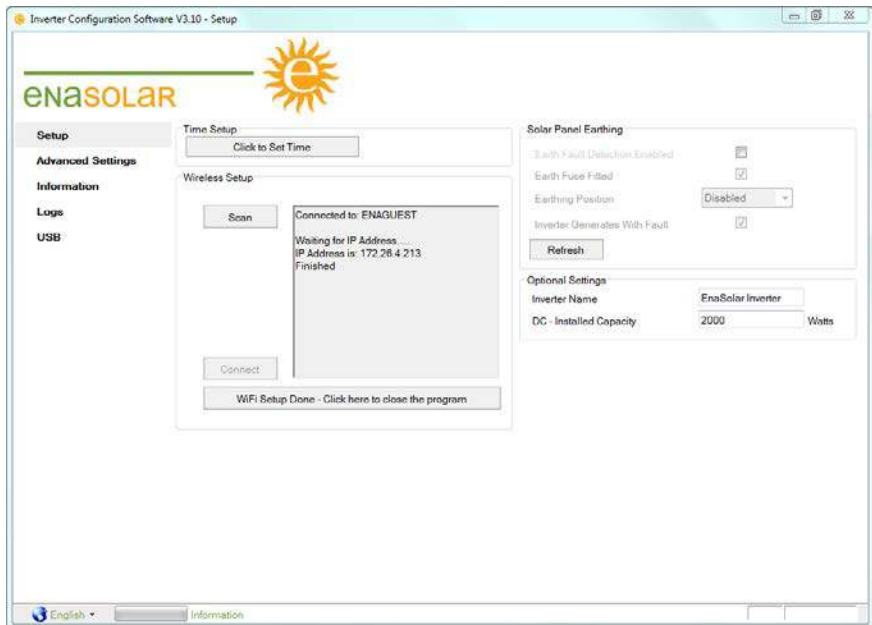 Inverter Configuration Software V3.10 - Setup
enasolar
e
Setup
Advanced Settings
Information
Logs
USB
Time Setup
Click to Set Time
Wireless Setup
Scan
Connected to: ENAGUEST
Waiting for IP Address.....
IP Address is: 172.26.4.213
Finished
Connect
WiFi Setup Done - Click here to close the program
Solar Panel Earthing
Earth Fault Detection Enabled
Earth Fuse Fitted
Earthing Position
Disabled
Inverter Generates With Fault
Refresh
Optional Settings
Inverter Name
EnaSolar Inverter
DC - Installed Capacity
2000
Watts
English
Information